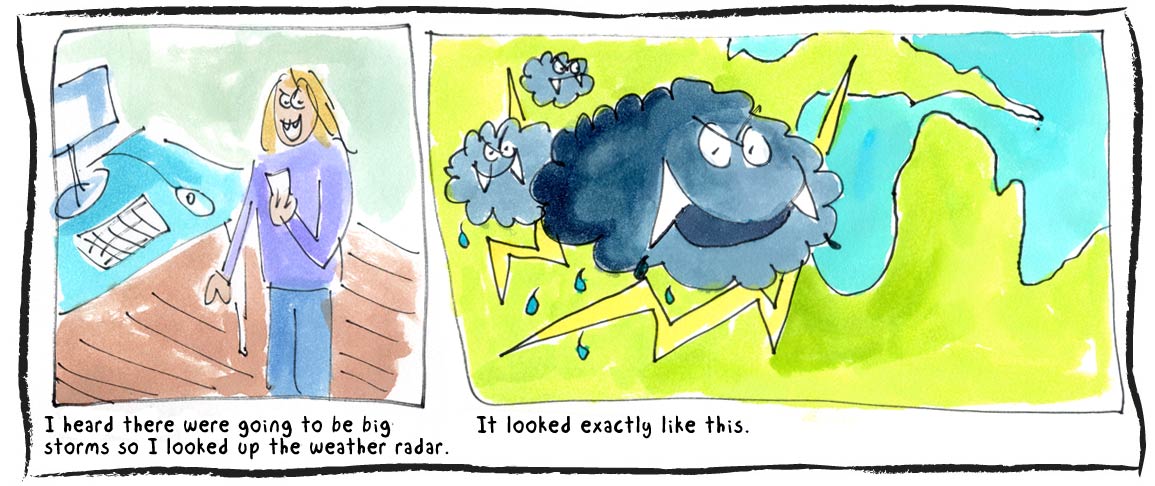 I heard there were going to be big
storms so I looked up the weather radar.
It looked exactly like this.